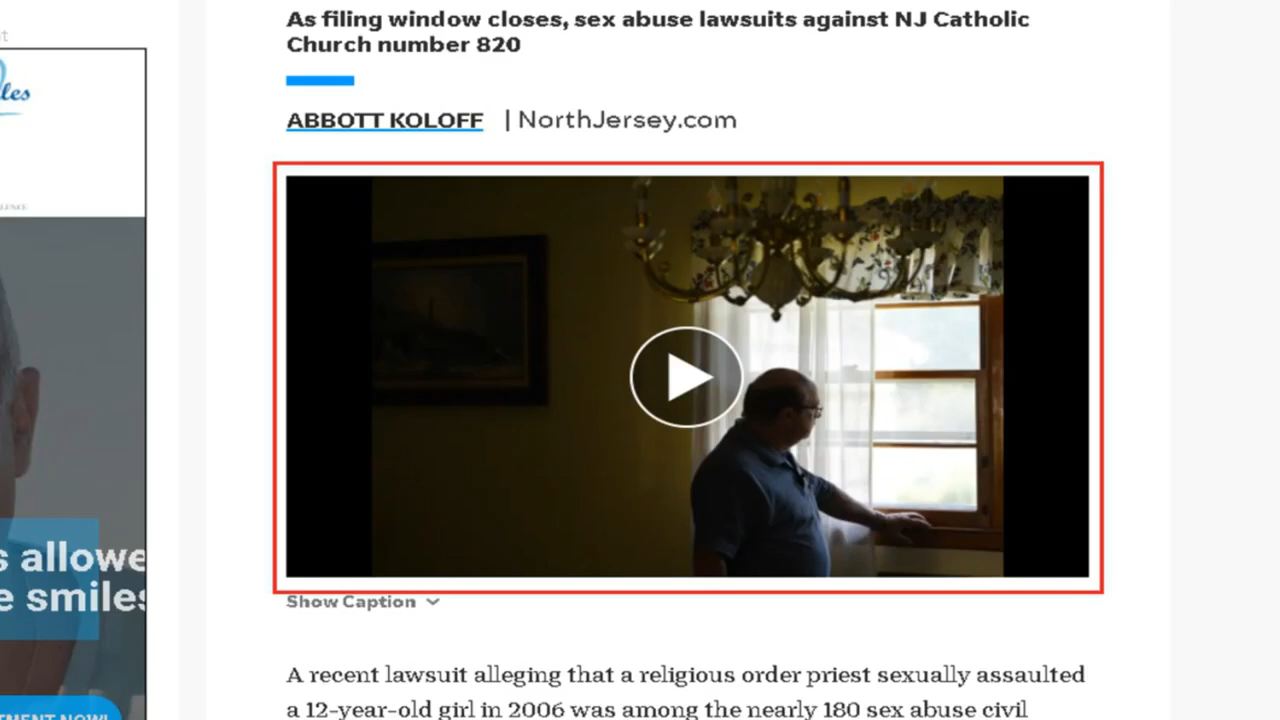 As filing window closes, sex abuse lawsuits against NJ Catholic
Church number 820
ABBOTT KOLOFF | NorthJersey.com
Show Caption
A recent lawsuit alleging that a religious order priest sexually assaulted
a 12-year-old girl in 2006 was among the nearly 180 sex abuse civil
allowe
smiles